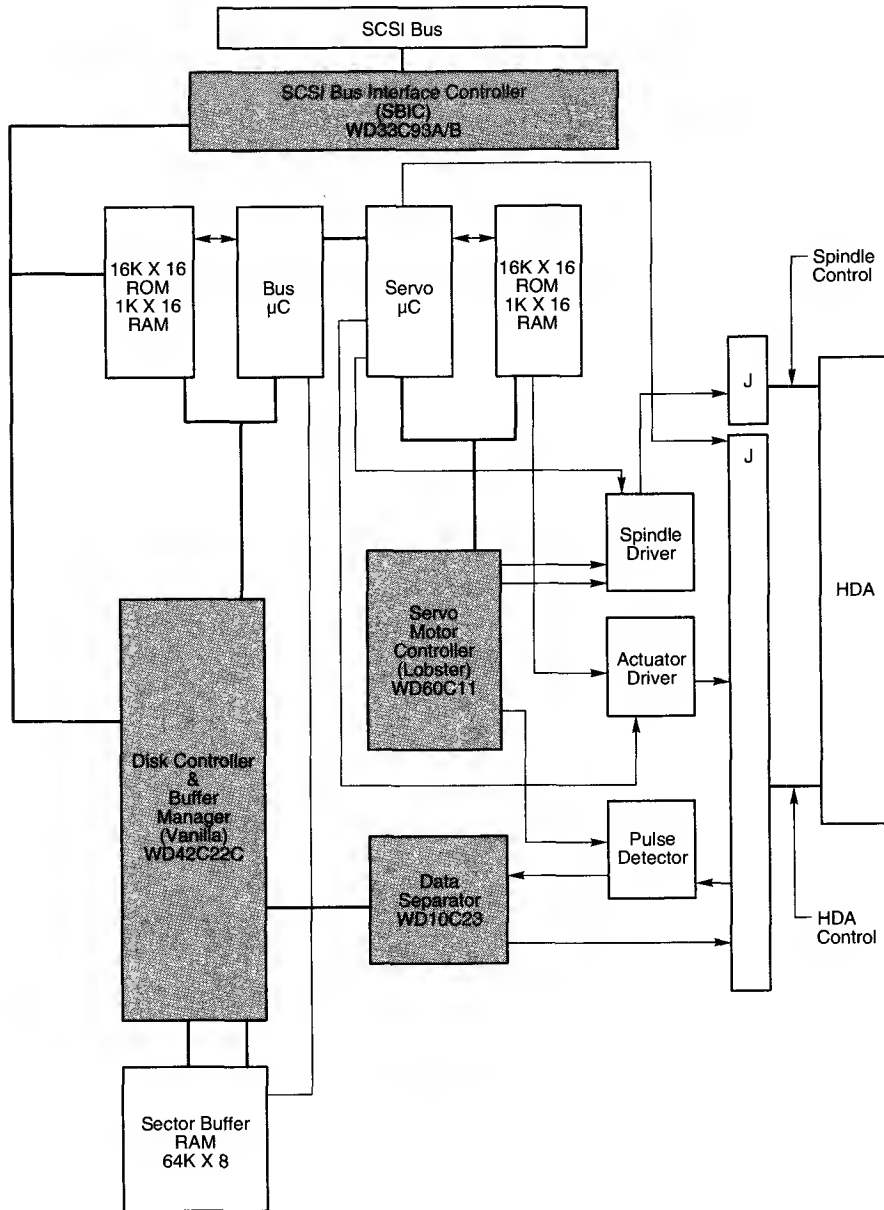 SCSI Bus
SCSI Bus Interface Controller
(SBIC)
WD33C93A/B
16K X 16
ROM
1K X 16
RAM
Bus
µC
Servo
µC
16K X 16
ROM
1K X 16
RAM
Spindle
Control
J
J
HDA
Spindle
Driver
Servo
Motor
Controller
(Lobster)
WD60C11
Actuator
Driver
Disk Controller
&
Buffer
Manager
(Vanilla)
WD42C22C
Pulse
Detector
Data
Separator
WD10C23
HDA
Control
Sector Buffer
RAM
64K X 8